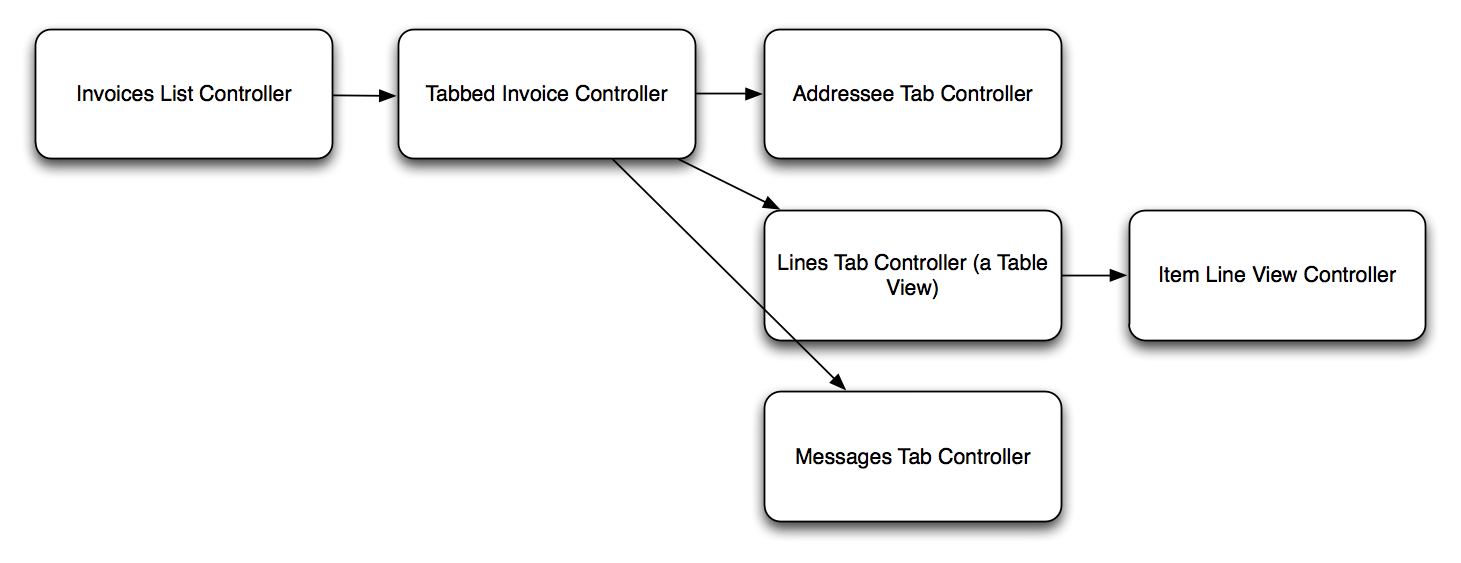 Invoices List Controller
Tabbed Invoice Controller
Addressee Tab Controller
Lines Tab Controller (a Table
View)
Item Line View Controller
Messages Tab Controller